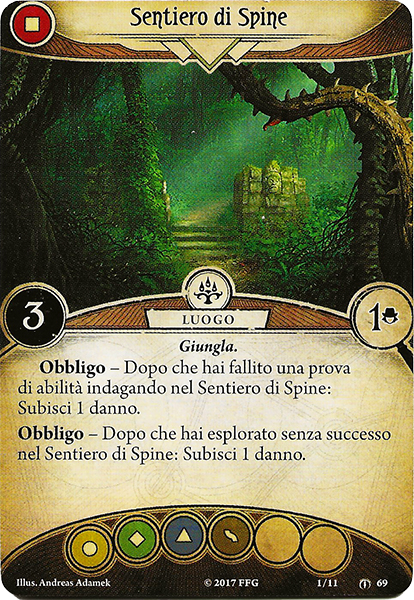 Sentiero di Spine
3
LUOGO
1
Giungla.
Obbligo – Dopo che hai fallito una prova
di abilità indagando nel Sentiero di Spine:
Subisci 1 danno.
Obbligo – Dopo che hai esplorato senza successo
nel Sentiero di Spine: Subisci 1 danno.
Illus. Andreas Adamek © 2017 FFG 1/11 69